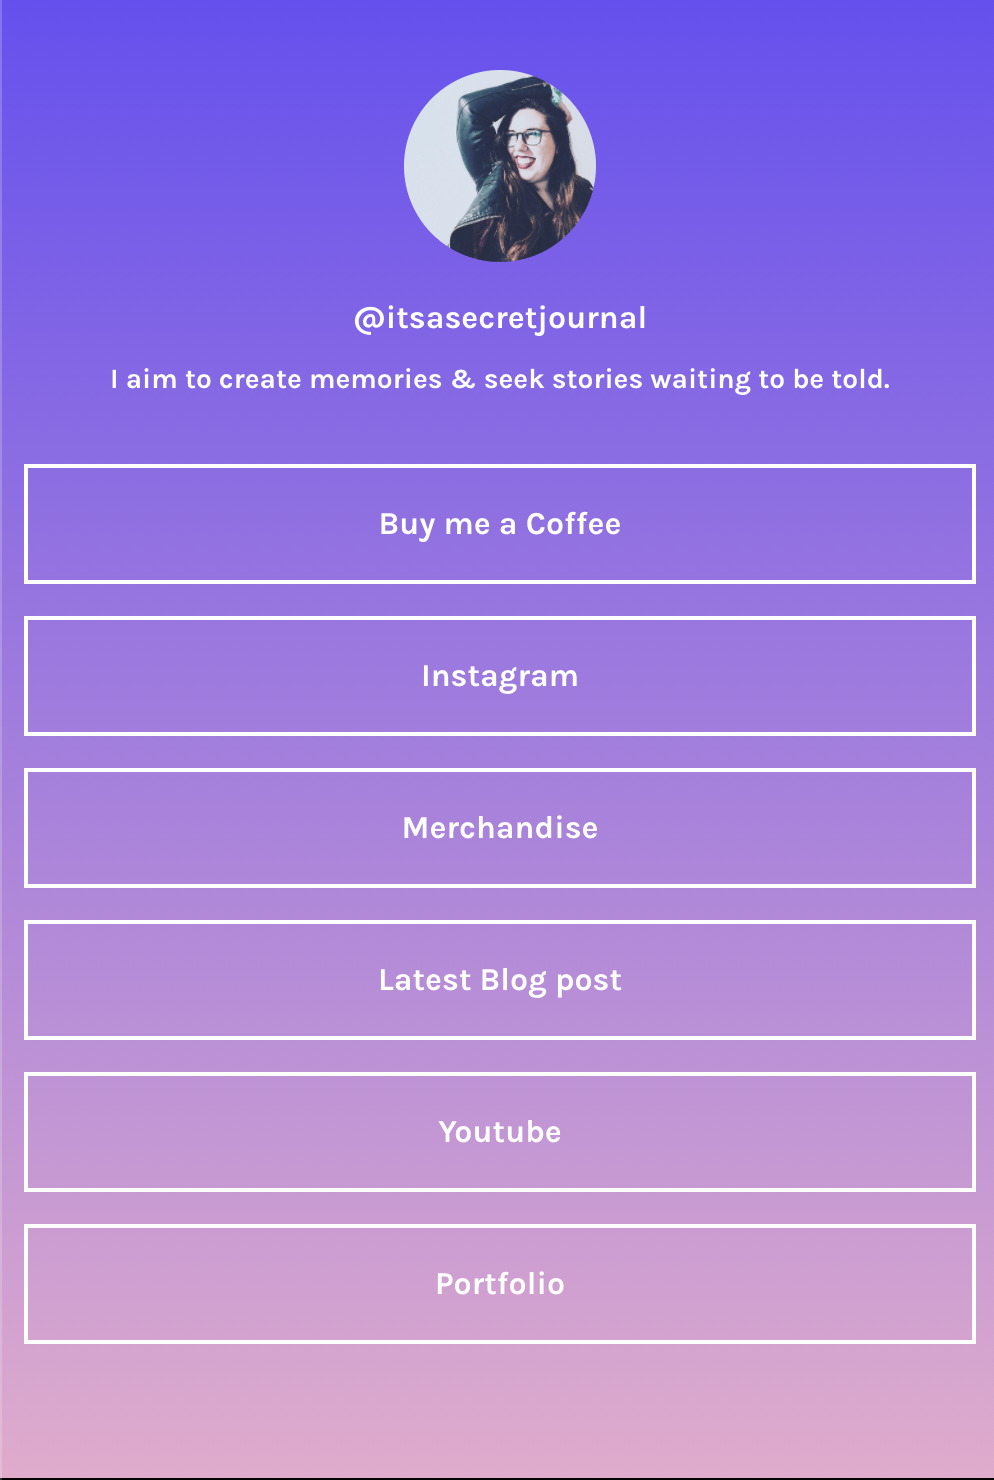 @itsasecretjournal
I aim to create memories & seek stories waiting to be told.
Buy me a Coffee
Instagram
Merchandise
Latest Blog post
Youtube
Portfolio